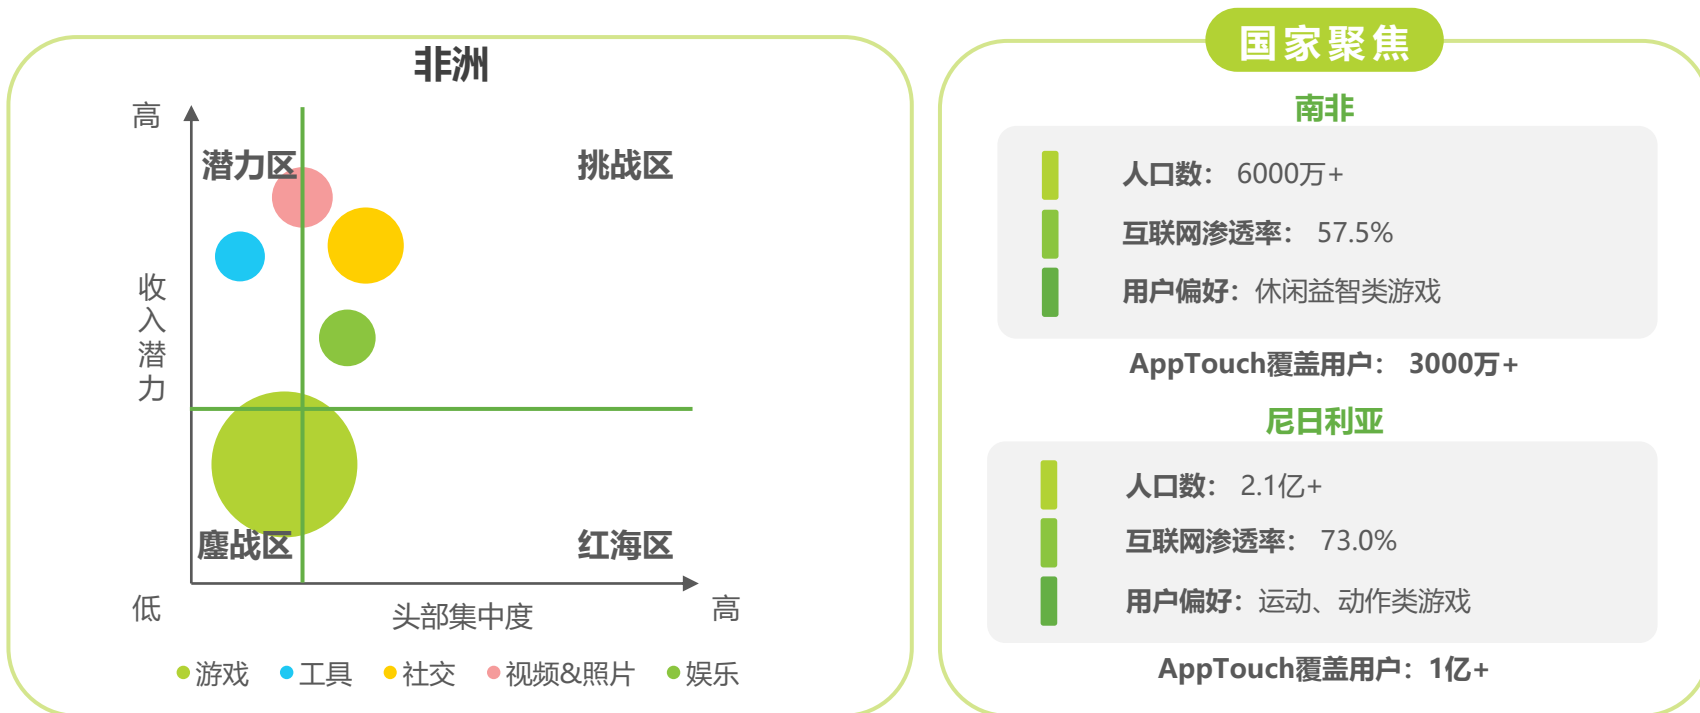 非洲
高
潜力区
挑战区
收入潜力
鏖战区
红海区
低
头部集中度
高
游戏
工具
社交
视频&照片
娱乐
国家聚焦
南非
人口数： 6000万+
互联网渗透率： 57.5%
用户偏好：休闲益智类游戏
AppTouch覆盖用户： 3000万+
尼日利亚
人口数： 2.1亿+
互联网渗透率： 73.0%
用户偏好：运动、动作类游戏
AppTouch覆盖用户：1亿+